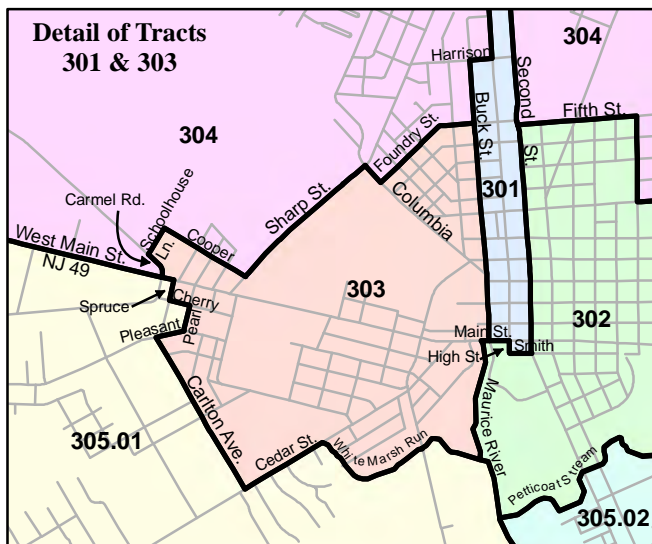 Detail of Tracts
301 & 303
304
Harrison
Second
St.
304
Fifth St.
Buck St.
301
Foundry St.
Columbia
304
Sharp St.
Carmel Rd.
Schoolhouse
Ln.
Cooper
West Main St.
NJ 49
Spruce
Cherry
Pleasant
Pearl
303
302
Main St.
Smith
High St.
Maurice River
Carlton Ave.
305.01
Cedar St.
White Marsh Run
Petticoat Stream
305.02